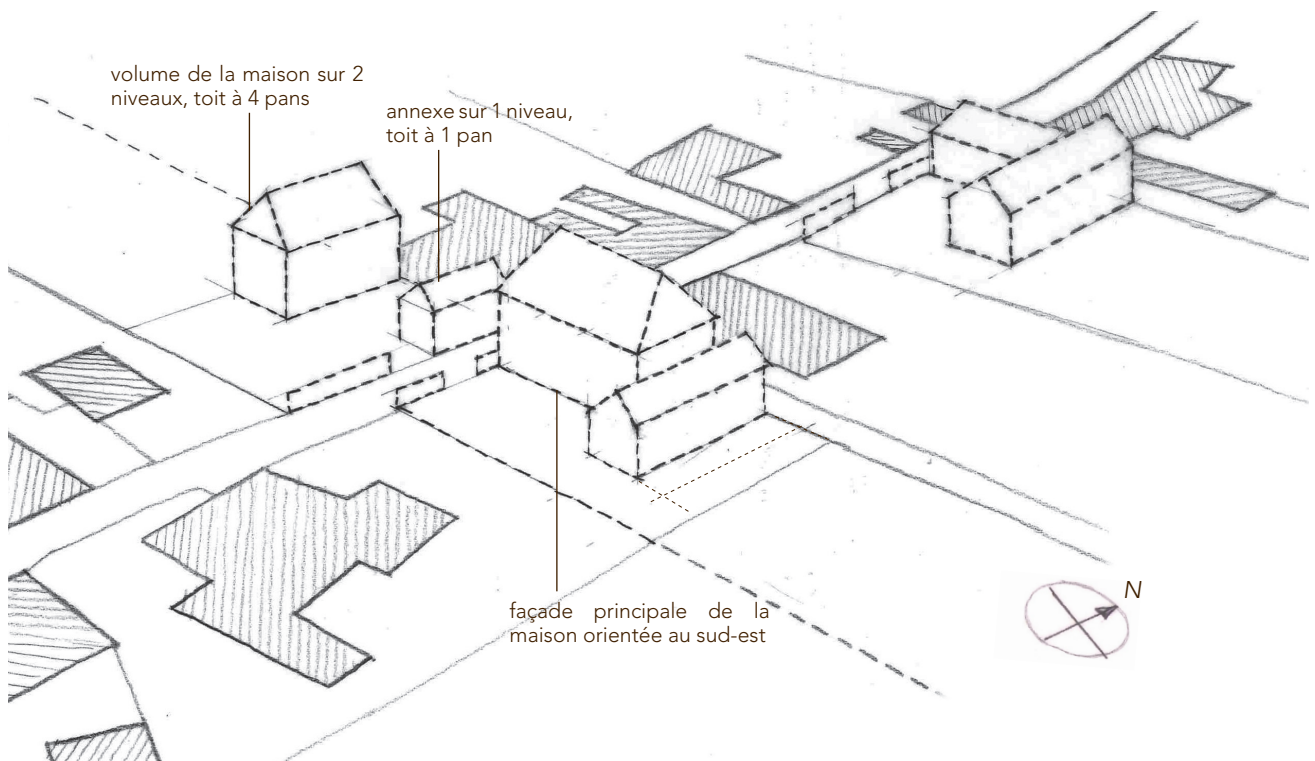 volume de la maison sur 2
niveaux, toit à 4 pans
annexe sur 1 niveau,
toit à 1 pan
façade principale de la
maison orientée au sud-est
N